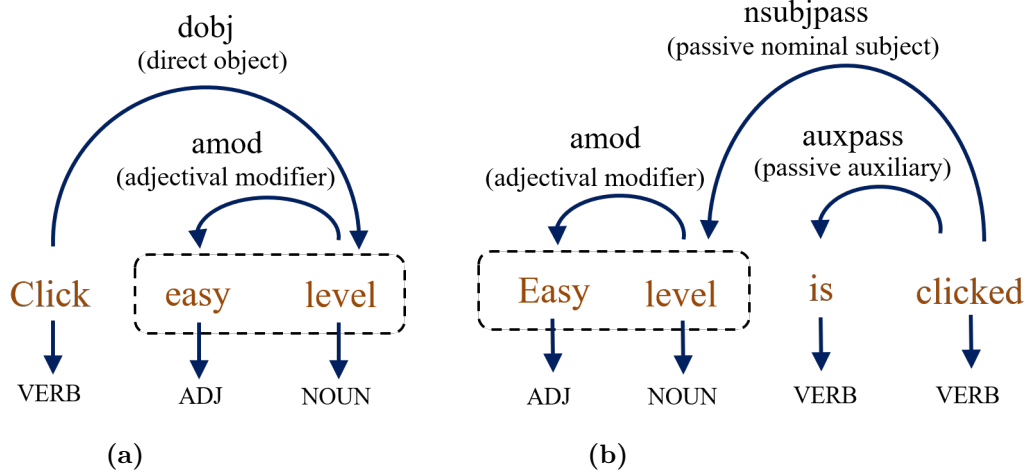 dobj
(direct object)
amod
(adjectival modifier)
Click easy level
VERB ADJ NOUN
(a)
nsubjpass
(passive nominal subject)
amod
(adjectival modifier)
auxpass
(passive auxiliary)
Easy level is clicked
ADJ NOUN VERB VERB
(b)